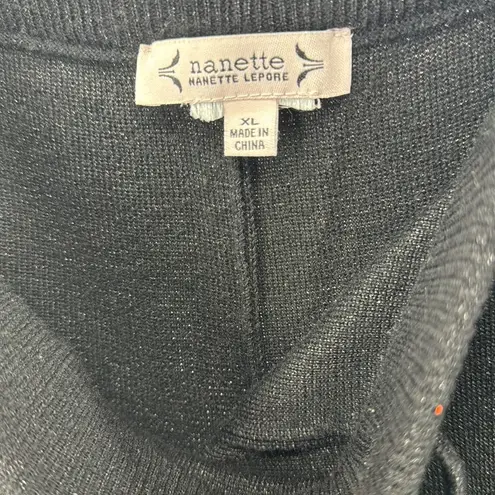 nanette
NANETTE LEPORE
XL
MADE IN
CHINA